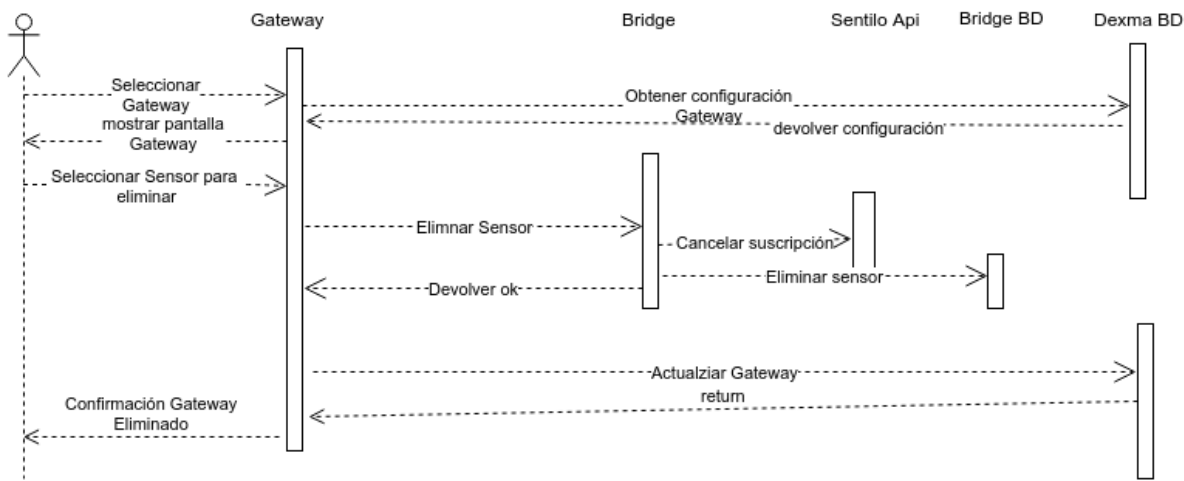 Gateway
Bridge
Sentilo Api
Bridge BD
Dexma BD
Seleccionar
Gateway
mostrar pantalla
Gateway
Obtener configuración
Gateway
devolver configuración
Seleccionar Sensor para
eliminar
Elimnar Sensor
Cancelar suscripción
Eliminar sensor
Devolver ok
Actualziar Gateway
return
Confirmación Gateway
Eliminado